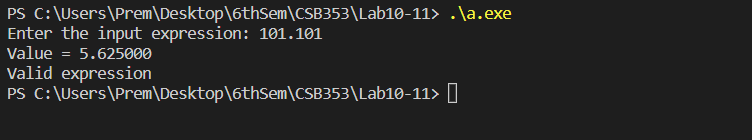 PS C:\Users\Prem\Desktop\6thSem\CSB353\Lab10-11> .\a.exe
Enter the input expression: 101.101
Value = 5.625000
Valid expression
PS C:\Users\Prem\Desktop\6thSem\CSB353\Lab10-11>